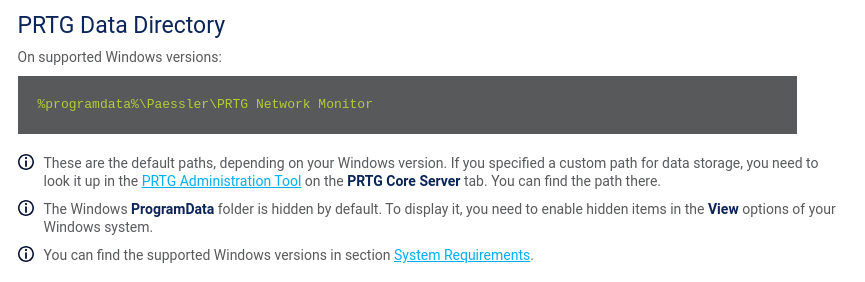 PRTG Data Directory
On supported Windows versions:
%programdata%\Paessler\PRTG Network Monitor
These are the default paths, depending on your Windows version. If you specified a custom path for data storage, you need to
look it up in the PRTG Administration Tool on the PRTG Core Server tab. You can find the path there.
The Windows ProgramData folder is hidden by default. To display it, you need to enable hidden items in the View options of your
Windows system.
You can find the supported Windows versions in section System Requirements.